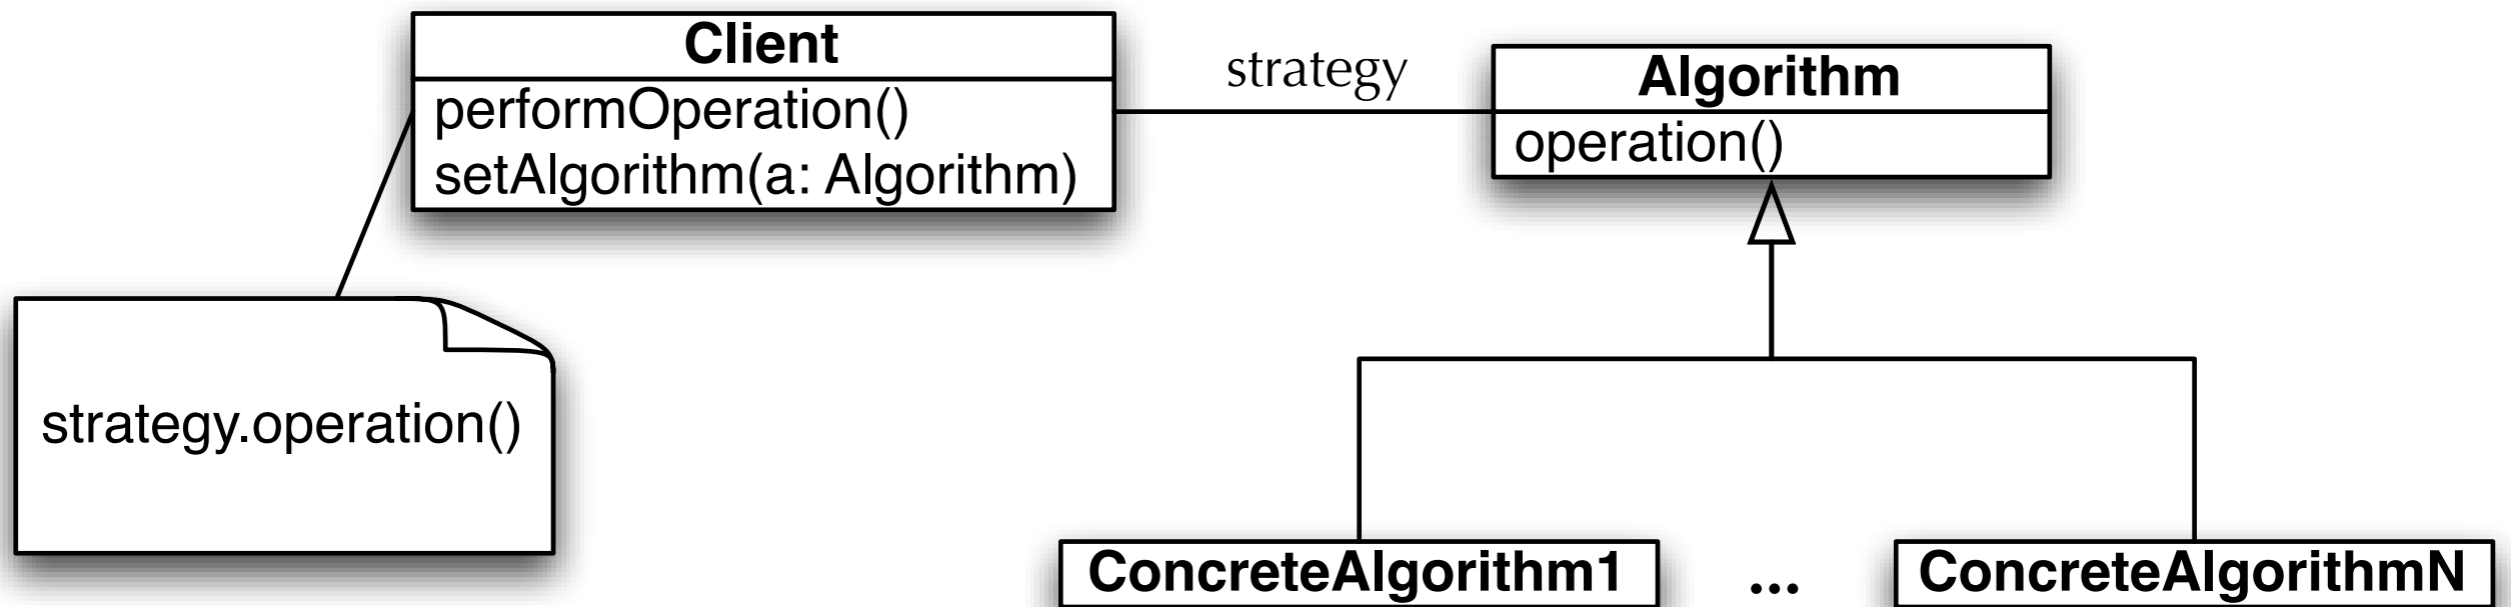 Client
performOperation()
setAlgorithm(a: Algorithm)
strategy
Algorithm
operation()
strategy.operation()
ConcreteAlgorithm1
...
ConcreteAlgorithmN